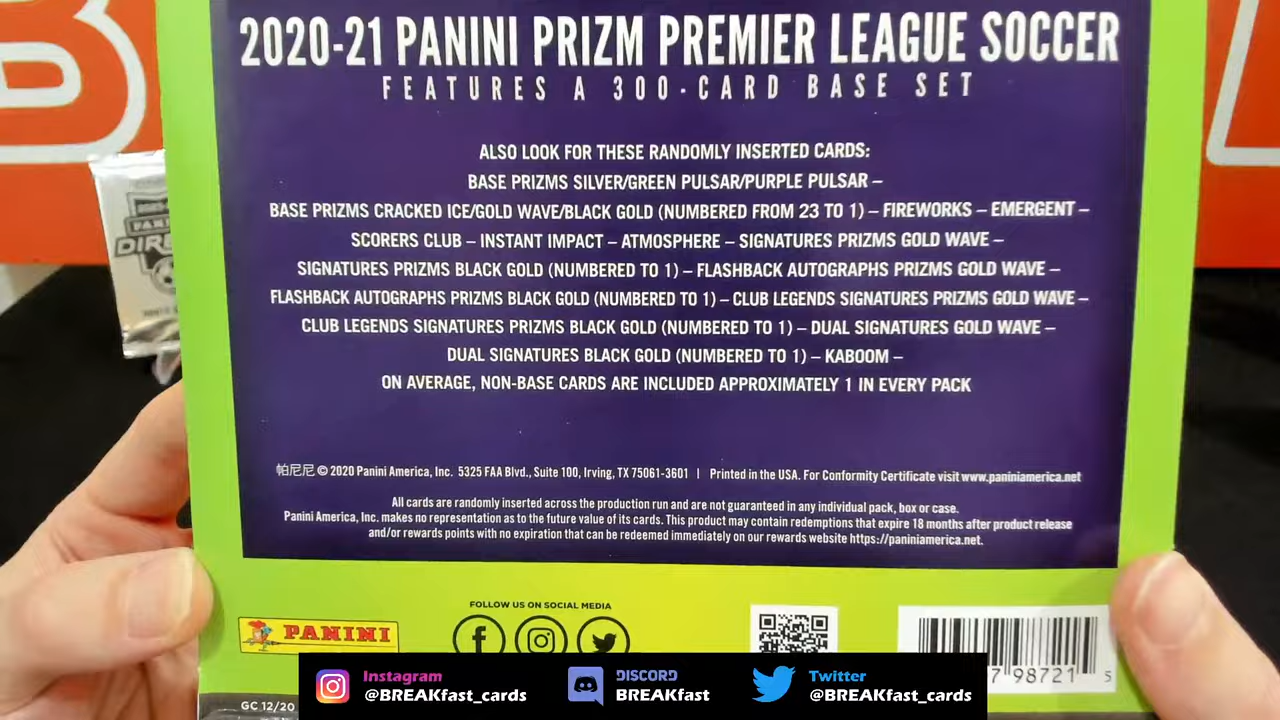 2020-21 PANINI PRIZM PREMIER LEAGUE SOCCER
FEATURES A 300-CARD BASE SET
ALSO LOOK FOR THESE RANDOMLY INSERTED CARDS:
BASE PRIZMS SILVER/GREEN PULSAR/PURPLE PULSAR –
BASE PRIZMS CRACKED ICE/GOLD WAVE/BLACK GOLD (NUMBERED FROM 23 TO 1) – FIREWORKS – EMERGENT –
SCORERS CLUB – INSTANT IMPACT – ATMOSPHERE – SIGNATURES PRIZMS GOLD WAVE –
SIGNATURES PRIZMS BLACK GOLD (NUMBERED TO 1) – FLASHBACK AUTOGRAPHS PRIZMS GOLD WAVE –
FLASHBACK AUTOGRAPHS PRIZMS BLACK GOLD (NUMBERED TO 1) – CLUB LEGENDS SIGNATURES PRIZMS GOLD WAVE –
CLUB LEGENDS SIGNATURES PRIZMS BLACK GOLD (NUMBERED TO 1) – DUAL SIGNATURES GOLD WAVE –
DUAL SIGNATURES BLACK GOLD (NUMBERED TO 1) – KABOOM –
ON AVERAGE, NON-BASE CARDS ARE INCLUDED APPROXIMATELY 1 IN EVERY PACK
帕尼尼 © 2020 Panini America, Inc. 5325 FAA Blvd., Suite 100, Irving, TX 75061-3601 | Printed in the USA. For Conformity Certificate visit www.paniniamerica.net
All cards are randomly inserted across the production run and are not guaranteed in any individual pack, box or case.
Panini America, Inc. makes no representation as to the future value of its cards. This product may contain redemptions that expire 18 months after product release
and/or rewards points with no expiration that can be redeemed immediately on our rewards website https://paniniamerica.net.
FOLLOW US ON SOCIAL MEDIA
PANINI
7 98721 5
GC 12/20
Instagram
@BREAKfast_cards
DISCORD
BREAKfast
Twitter
@BREAKfast_cards